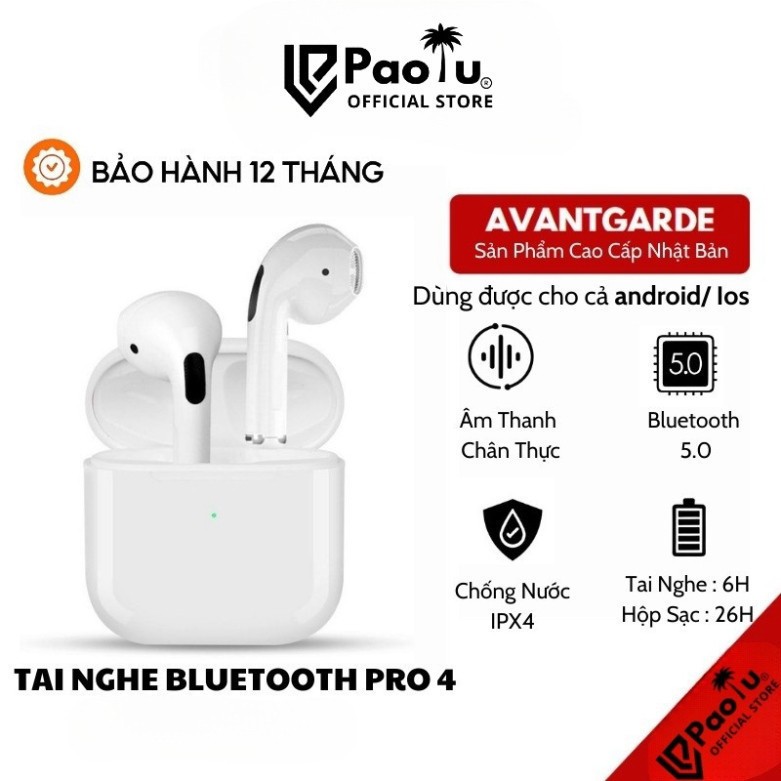 PaoTu®
OFFICIAL STORE
BẢO HÀNH 12 THÁNG
AVANTGARDE
Sản Phẩm Cao Cấp Nhật Bản
Dùng được cho cả android/ Ios
5.0
Âm Thanh
Chân Thực
Bluetooth
5.0
Chống Nước
IPX4
Tai Nghe : 6H
Hộp Sạc : 26H
TAI NGHE BLUETOOTH PRO 4
PaoTu®
OFFICIAL STORE